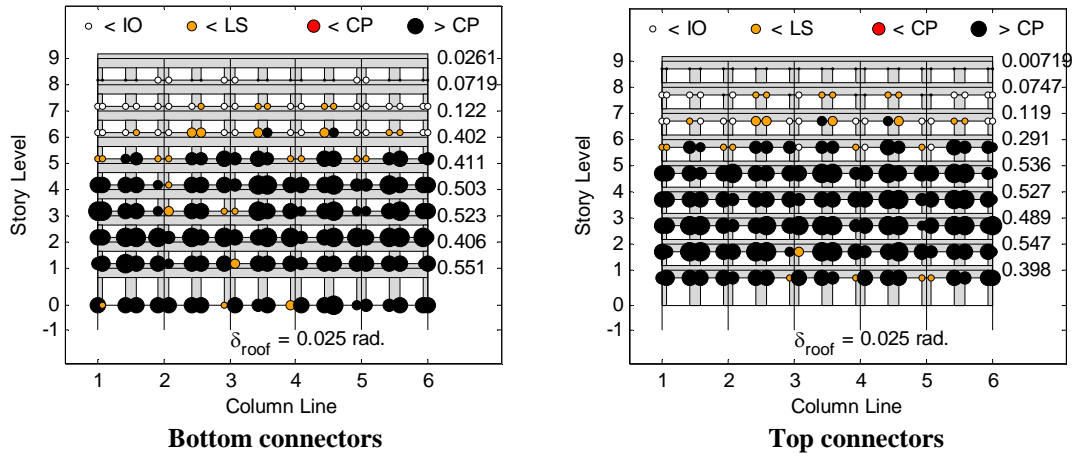 < IO < LS < CP > CP
9 0.0261
8 0.0719
7 0.122
6 0.402
5 0.411
4 0.503
3 0.523
2 0.406
1 0.551
0
-1
Story Level
δroof = 0.025 rad.
1 2 3 4 5 6
Column Line
Bottom connectors
< IO < LS < CP > CP
9 0.00719
8 0.0747
7 0.119
6 0.291
5 0.536
4 0.527
3 0.489
2 0.547
1 0.398
0
-1
Story Level
δroof = 0.025 rad.
1 2 3 4 5 6
Column Line
Top connectors